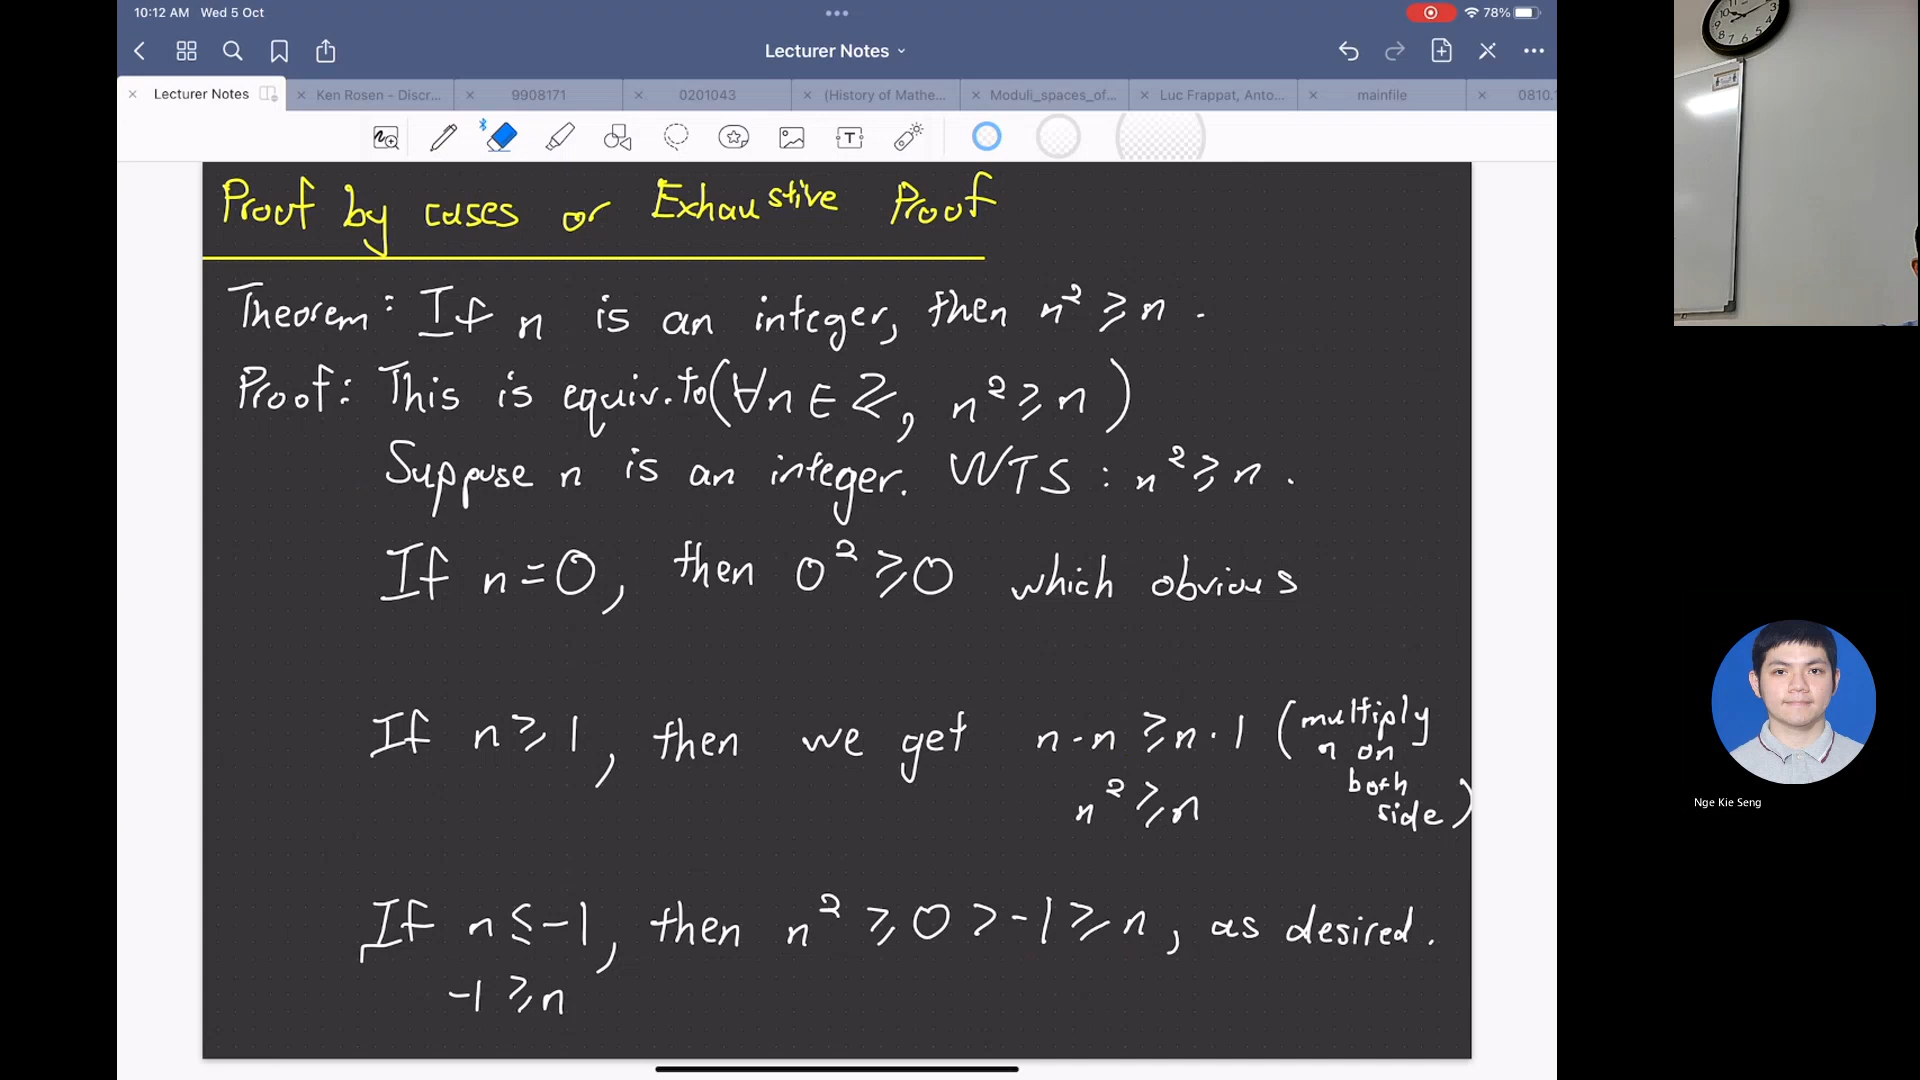 10:12 AM Wed 5 Oct
78%
Lecturer Notes
Lecturer Notes
Ken Rosen - Discr...
9908171
0201043
(History of Mathe...
Moduli_spaces_of...
Luc Frappat, Anto...
mainfile
0810.1
Proof by cases or Exhaustive Proof
Theorem: If n is an integer, then n² ≥ n.
Proof: This is equiv. to (∀n ∈ ℤ, n² ≥ n)
Suppose n is an integer. WTS: n² ≥ n.
If n = 0, then 0² ≥ 0 which obvious
If n ≥ 1, then we get n·n ≥ n·1 (multiply
n on
both
n² ≥ n
side)
If n ≤ -1, then n² ≥ 0 > -1 ≥ n, as desired.
-1 ≥ n
Nge Kie Seng